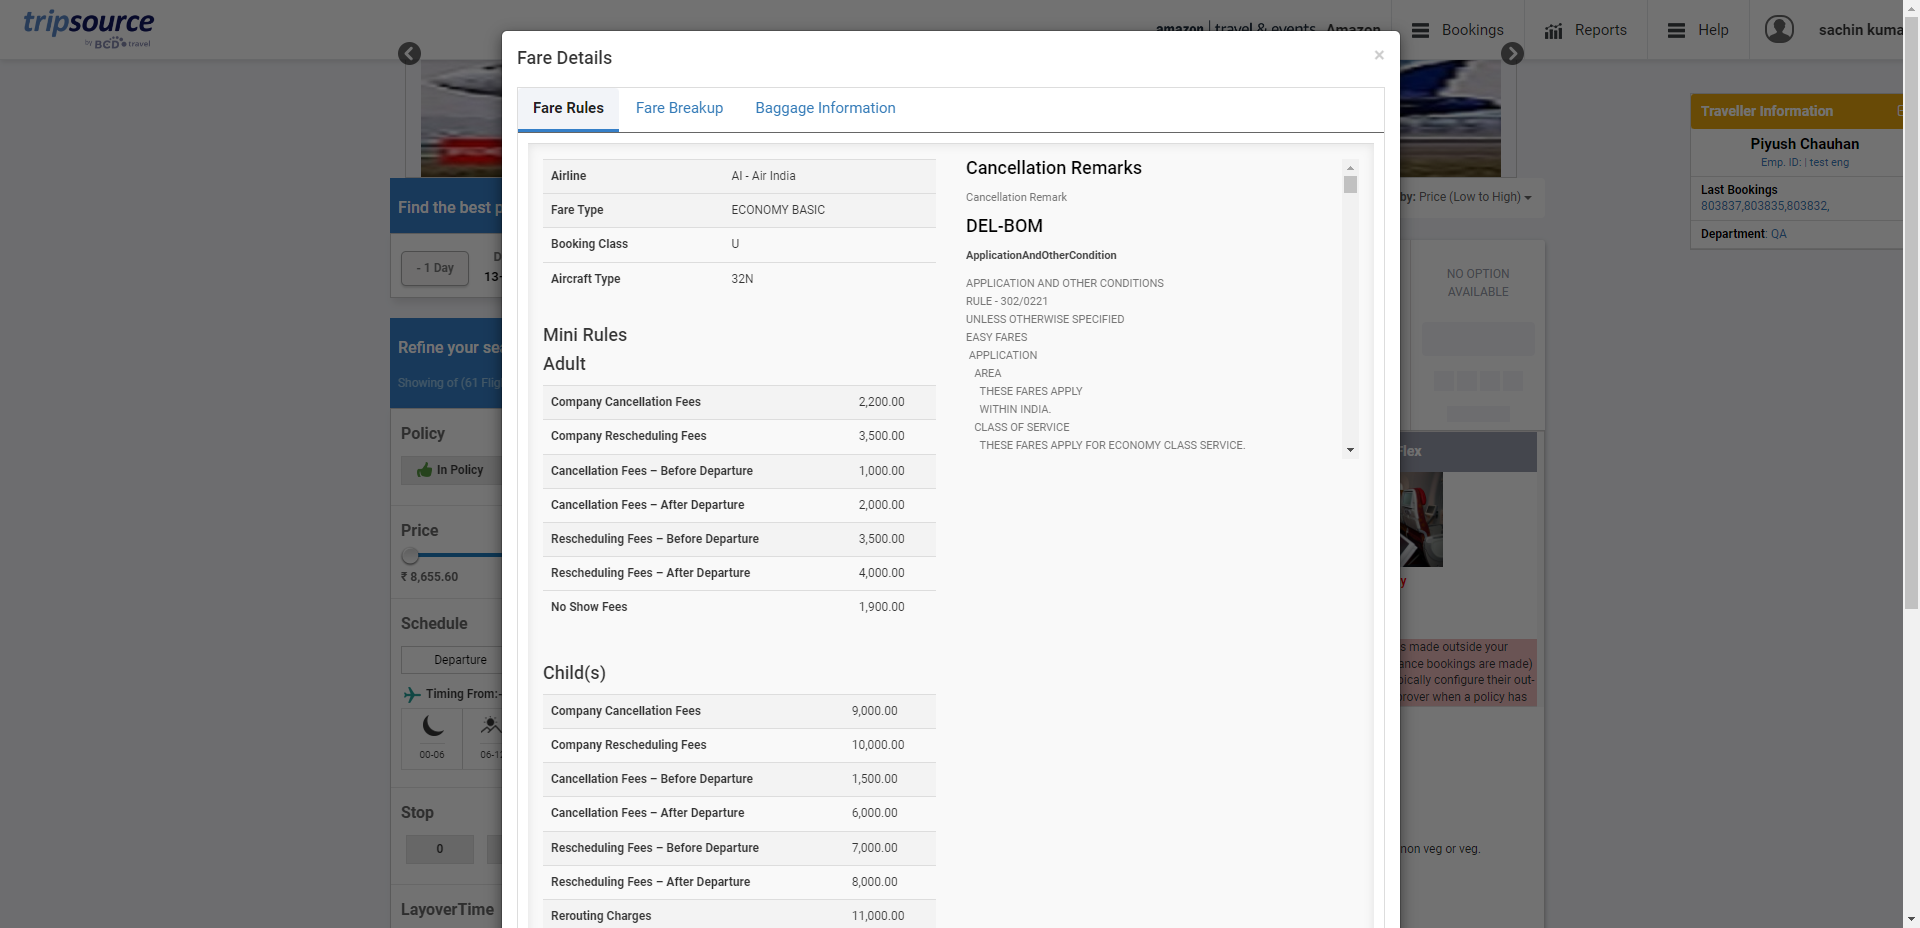 tripsource
by BCD travel
amazon | travel & events Amazon
Bookings
Reports
Help
sachin kuma
Fare Details
×
Fare Rules
Fare Breakup
Baggage Information
Airline AI - Air India
Fare Type ECONOMY BASIC
Booking Class U
Aircraft Type 32N
Mini Rules
Adult
Company Cancellation Fees 2,200.00
Company Rescheduling Fees 3,500.00
Cancellation Fees – Before Departure 1,000.00
Cancellation Fees – After Departure 2,000.00
Rescheduling Fees – Before Departure 3,500.00
Rescheduling Fees – After Departure 4,000.00
No Show Fees 1,900.00
Child(s)
Company Cancellation Fees 9,000.00
Company Rescheduling Fees 10,000.00
Cancellation Fees – Before Departure 1,500.00
Cancellation Fees – After Departure 6,000.00
Rescheduling Fees – Before Departure 7,000.00
Rescheduling Fees – After Departure 8,000.00
Rerouting Charges 11,000.00
Cancellation Remarks
Cancellation Remark
DEL-BOM
ApplicationAndOtherCondition
APPLICATION AND OTHER CONDITIONS
RULE - 302/0221
UNLESS OTHERWISE SPECIFIED
EASY FARES
APPLICATION
AREA
THESE FARES APPLY
WITHIN INDIA.
CLASS OF SERVICE
THESE FARES APPLY FOR ECONOMY CLASS SERVICE.
Find the best p
- 1 Day
D
13-
Refine your sea
Showing of (61 Flig
Policy
In Policy
Price
₹ 8,655.60
Schedule
Departure
Timing From:-
00-06
06-12
Stop
0
LayoverTime
by: Price (Low to High)
NO OPTION
AVAILABLE
Flex
y
s made outside your
ance bookings are made)
pically configure their out-
prover when a policy has
non veg or veg.
Traveller Information
Piyush Chauhan
Emp. ID: | test eng
Last Bookings
803837,803835,803832,
Department: QA